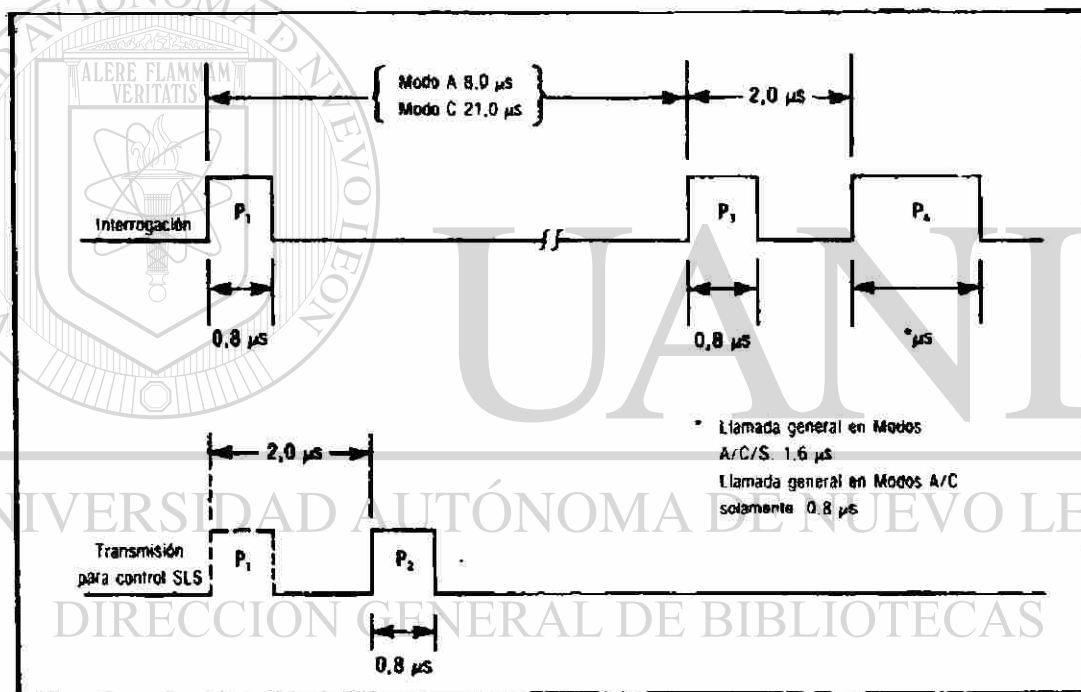 ALERE FLAMMAM
VERITATIS
Modo A 8,0 µs
Modo C 21,0 µs
2,0 µs
Interrogación
P₁
P₃
P₄
0,8 µs
0,8 µs
*µs
* Llamada general en Modos
A/C/S. 1,6 µs
Llamada general en Modos A/C
solamente 0,8 µs
2,0 µs
Transmisión
para control SLS
P₁
P₂
0,8 µs
UANL
UNIVERSIDAD AUTÓNOMA DE NUEVO LEÓN
DIRECCIÓN GENERAL DE BIBLIOTECAS